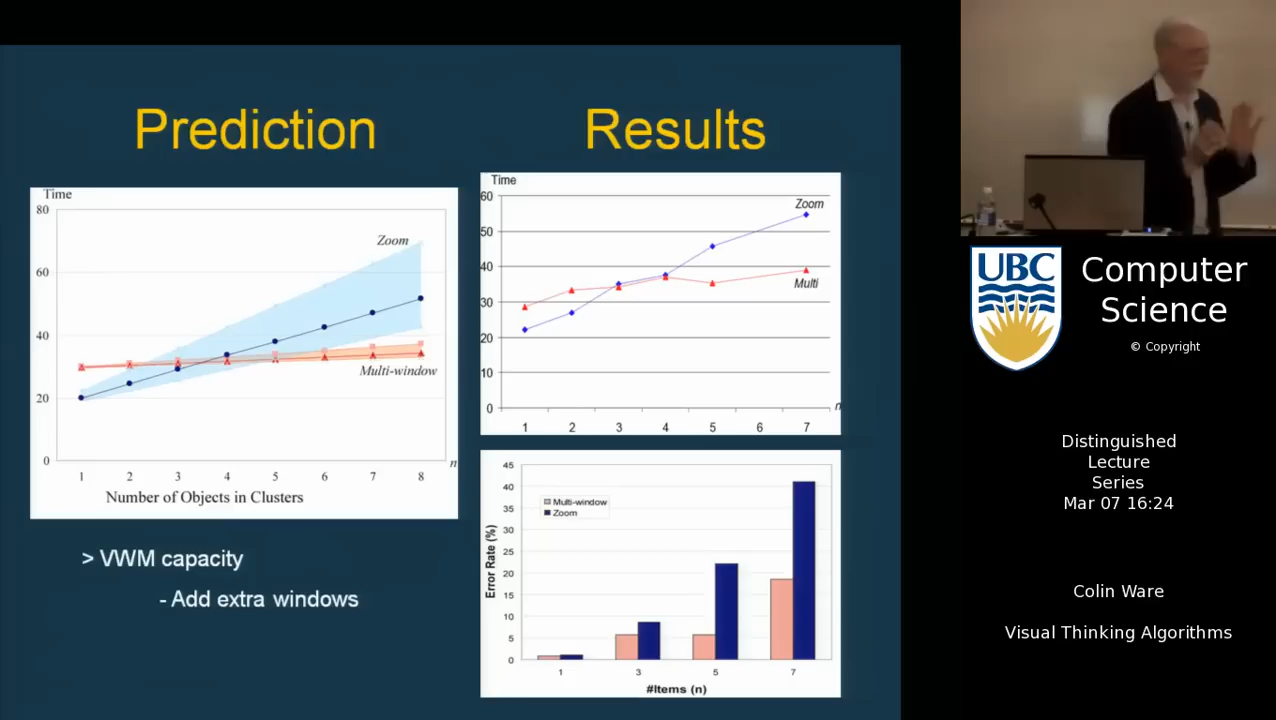 Prediction
Time
80
60
40
20
0
Zoom
Multi-window
n
1 2 3 4 5 6 7 8
Number of Objects in Clusters
> VWM capacity
- Add extra windows
Results
Time
60
50
40
30
20
10
0
Zoom
Multi
n
1 2 3 4 5 6 7
45
40
35
30
25
20
15
10
5
0
Error Rate (%)
Multi-window
Zoom
1 3 5 7
#Items (n)
UBC
Computer
Science
© Copyright
Distinguished
Lecture
Series
Mar 07 16:24
Colin Ware
Visual Thinking Algorithms